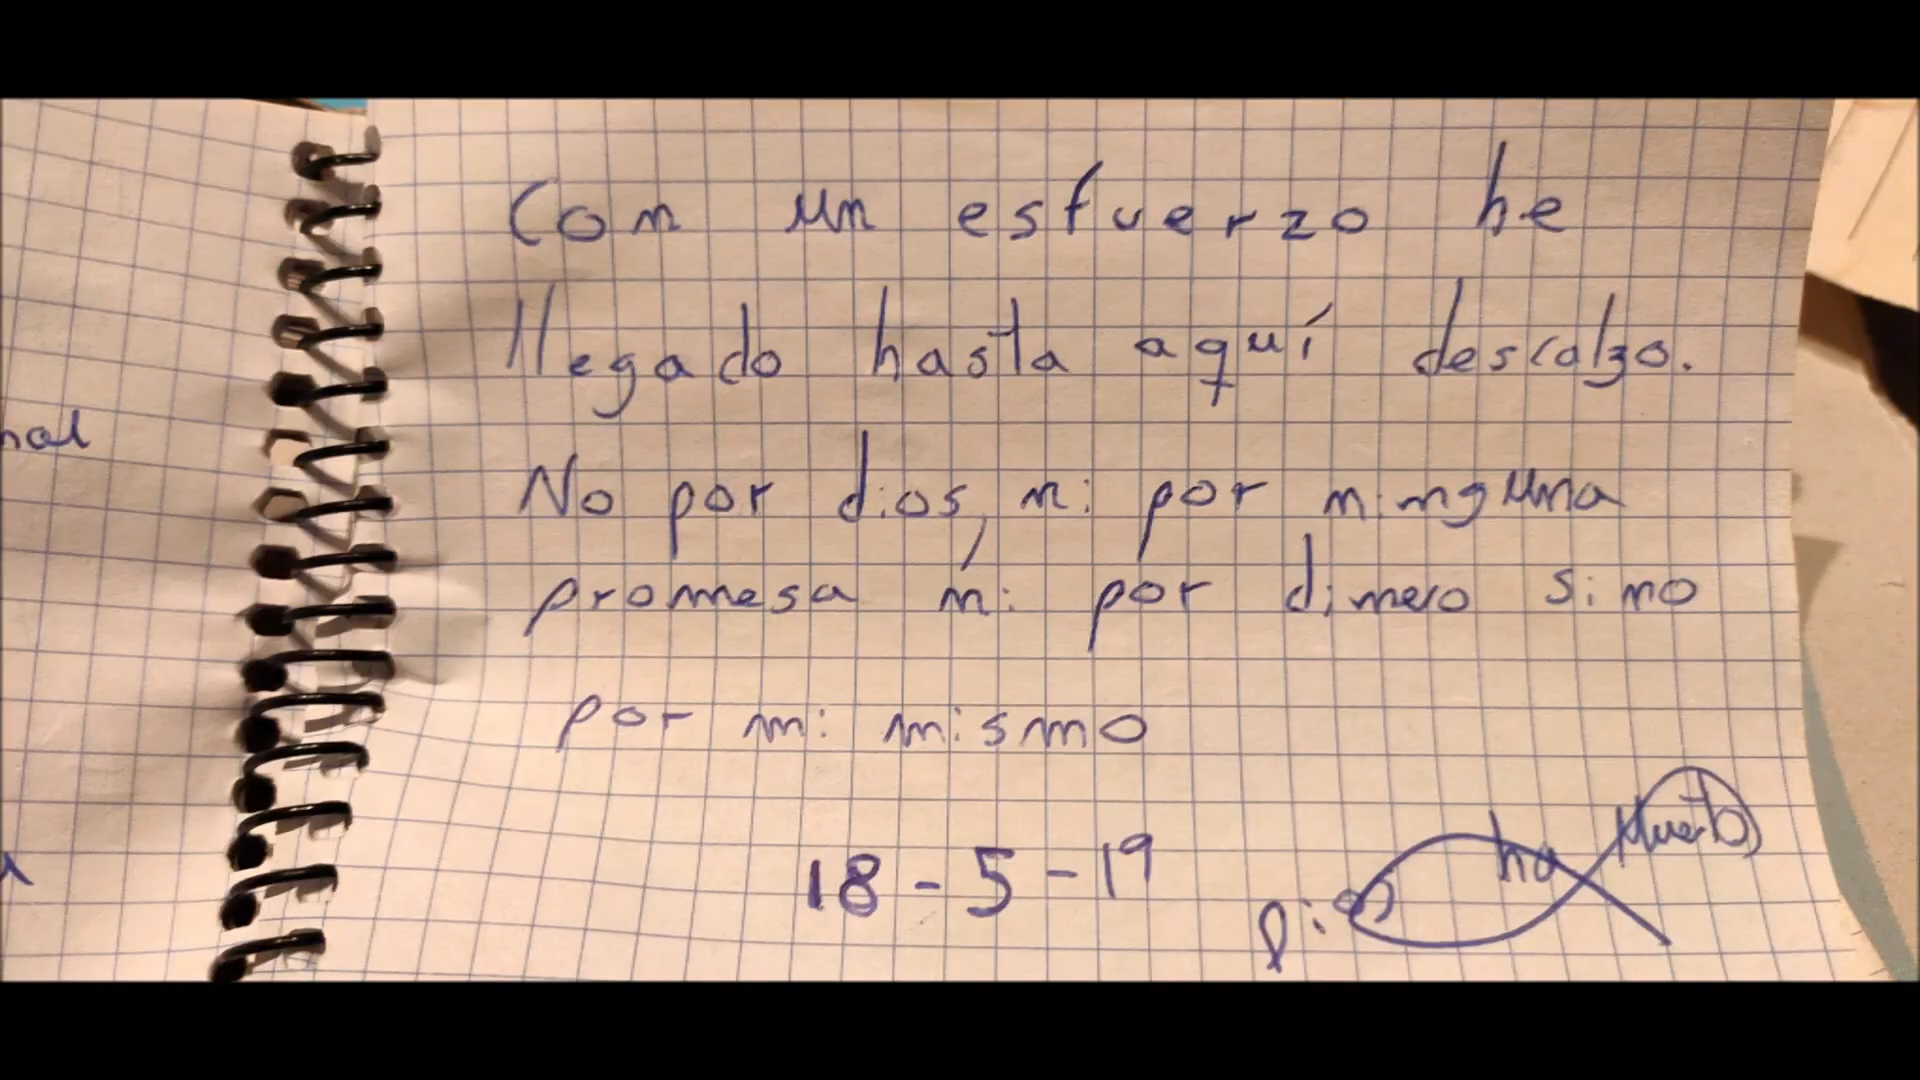 nal
a
Con un esfuerzo he
llegado hasta aquí descalzo.
No por dios, ni por ninguna
promesa ni por dinero sino
por mi mismo
18-5-19
Dios ha Muerto